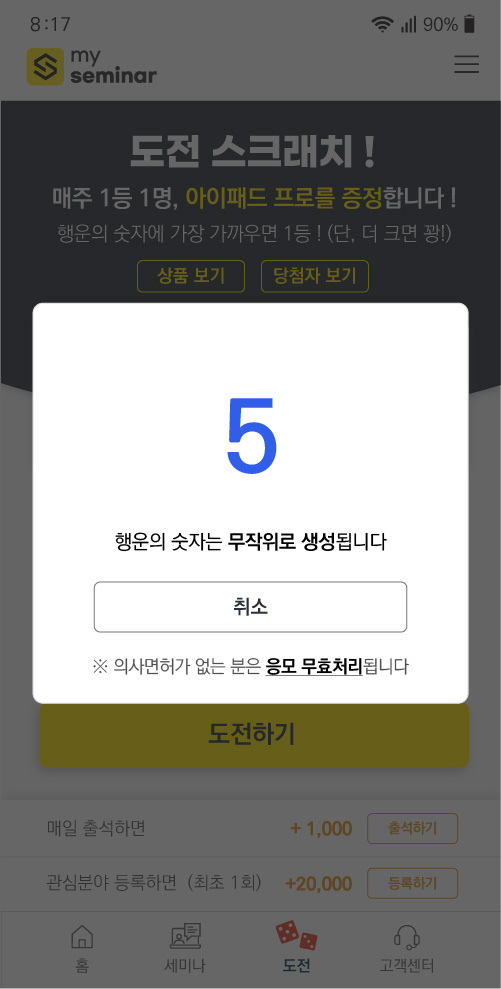 8:17 90%
my
seminar
도전 스크래치 !
매주 1등 1명, 아이패드 프로를 증정합니다 !
행운의 숫자에 가장 가까우면 1등 ! (단, 더 크면 꽝!)
상품 보기 당첨자 보기
5
행운의 숫자는 무작위로 생성됩니다
취소
※ 의사면허가 없는 분은 응모 무효처리됩니다
도전하기
매일 출석하면 + 1,000 출석하기
관심분야 등록하면 (최초 1회) +20,000 등록하기
홈 세미나 도전 고객센터